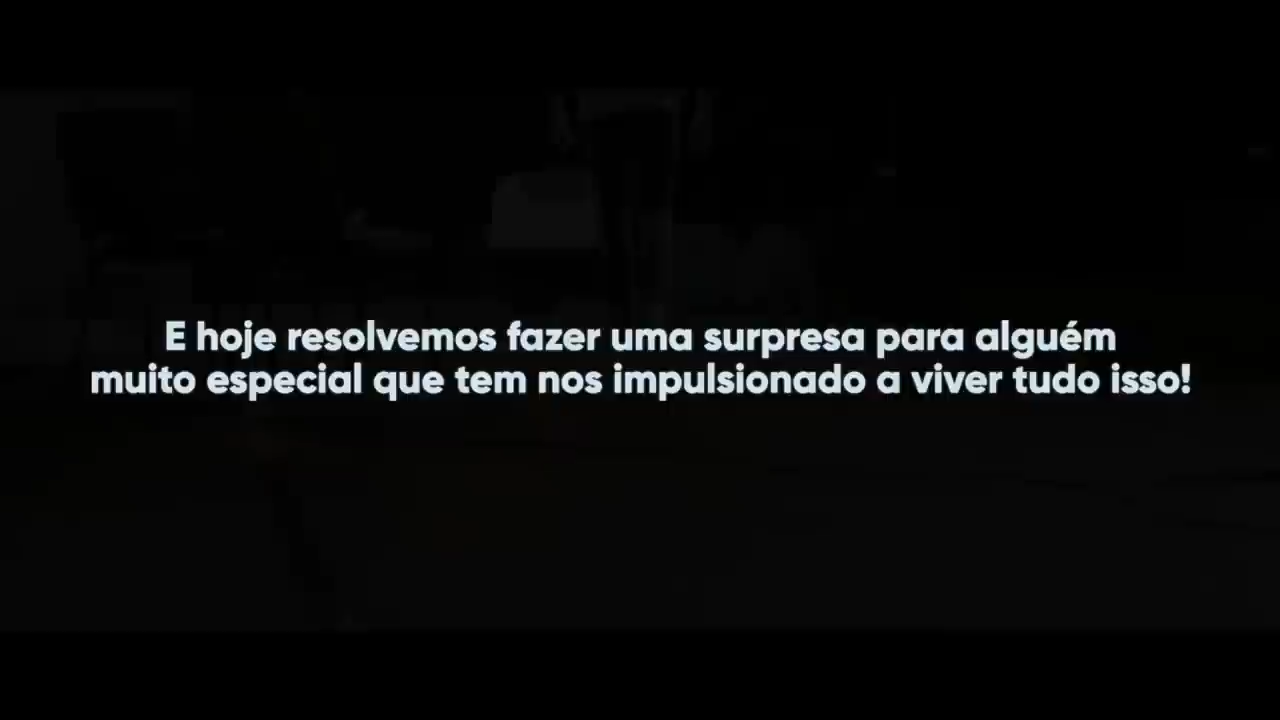 E hoje resolvemos fazer uma surpresa para alguém
muito especial que tem nos impulsionado a viver tudo isso!